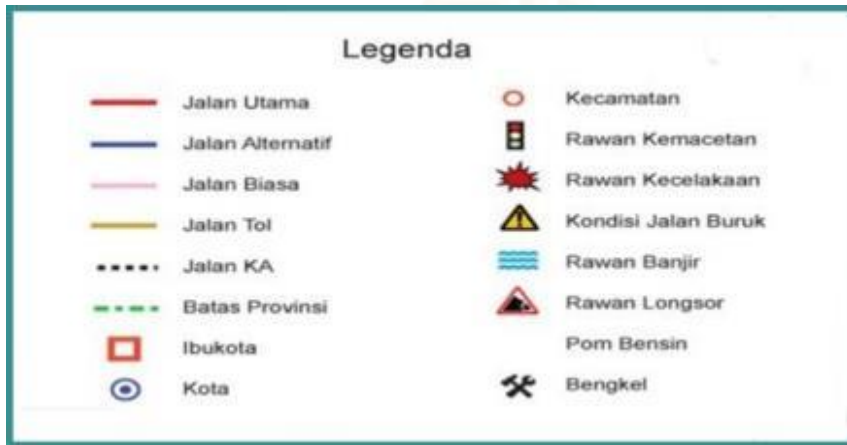 Legenda
Jalan Utama
Jalan Alternatif
Jalan Biasa
Jalan Tol
Jalan KA
Batas Provinsi
Ibukota
Kota
Kecamatan
Rawan Kemacetan
Rawan Kecelakaan
Kondisi Jalan Buruk
Rawan Banjir
Rawan Longsor
Pom Bensin
Bengkel